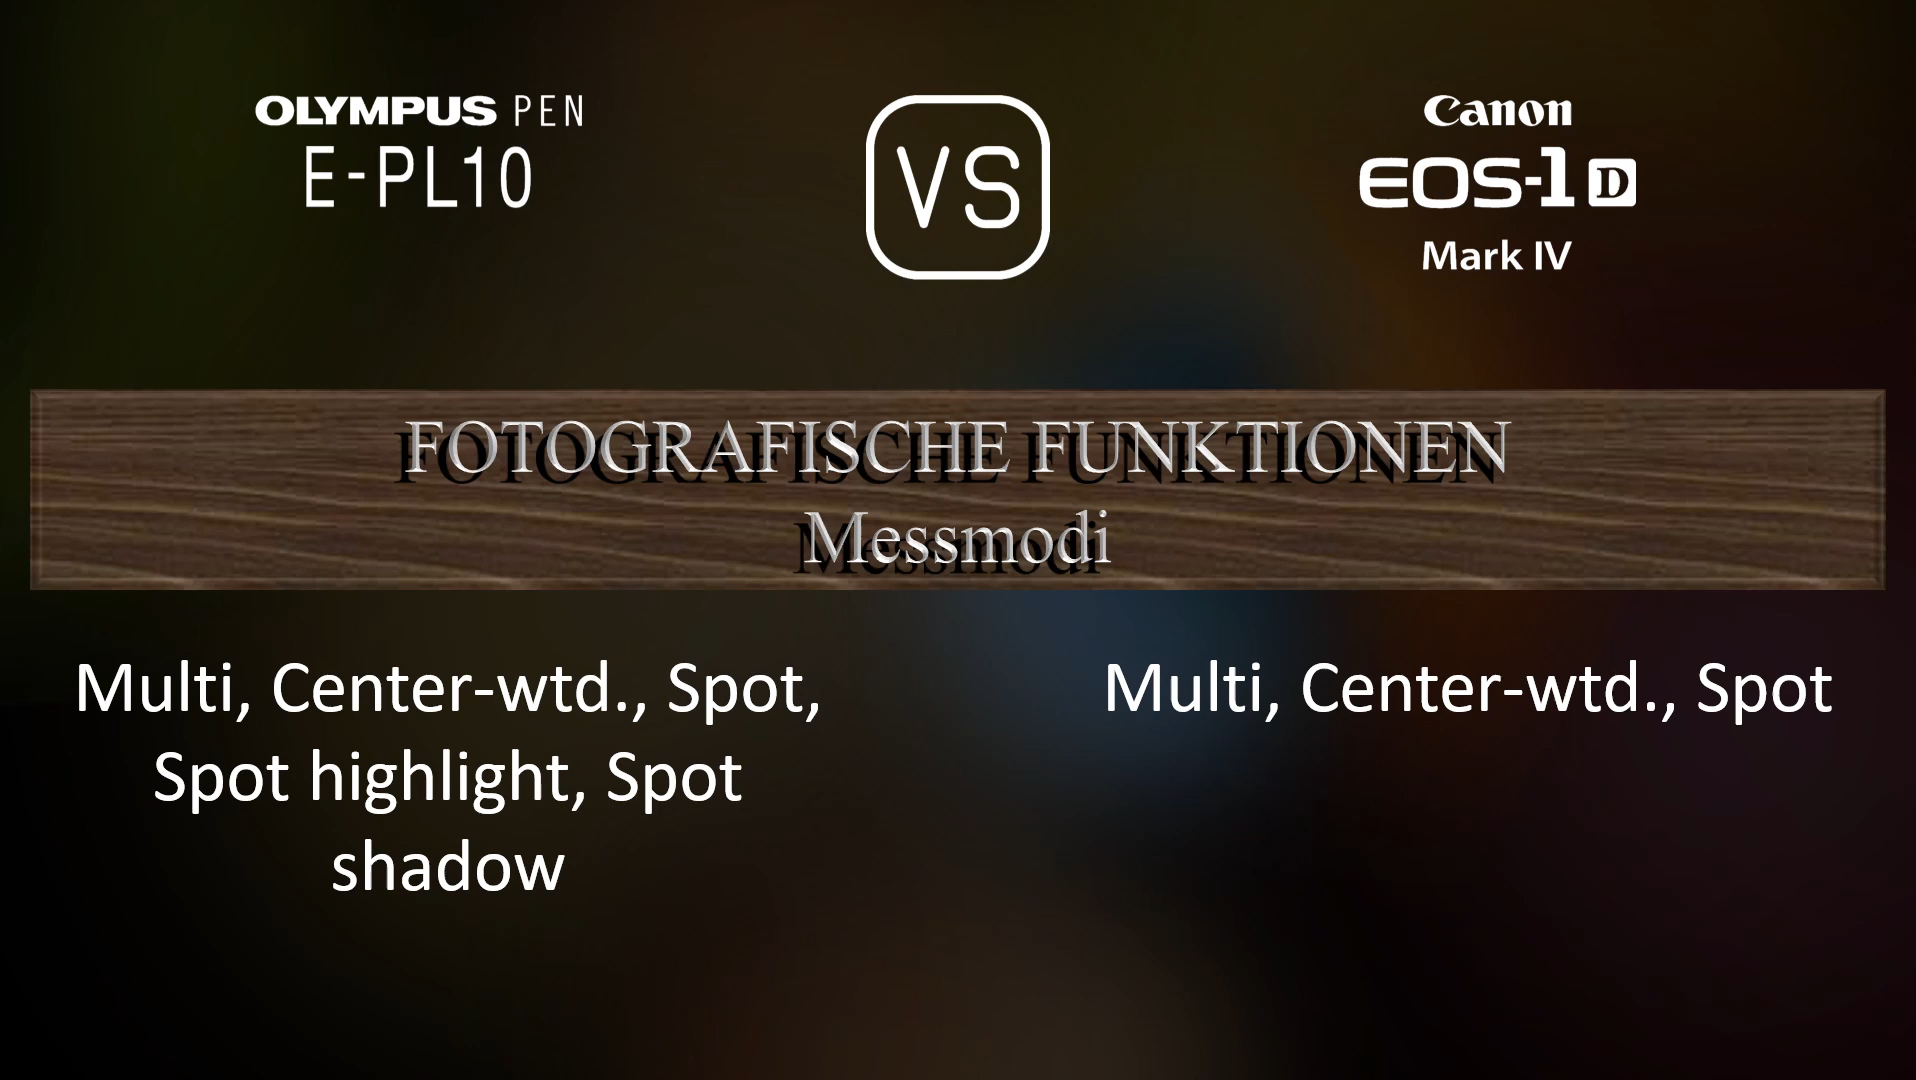 OLYMPUS PEN
E-PL10
VS
Canon
EOS-1 D
Mark IV
FOTOGRAFISCHE FUNKTIONEN
Messmodi
Multi, Center-wtd., Spot,
Spot highlight, Spot
shadow
Multi, Center-wtd., Spot